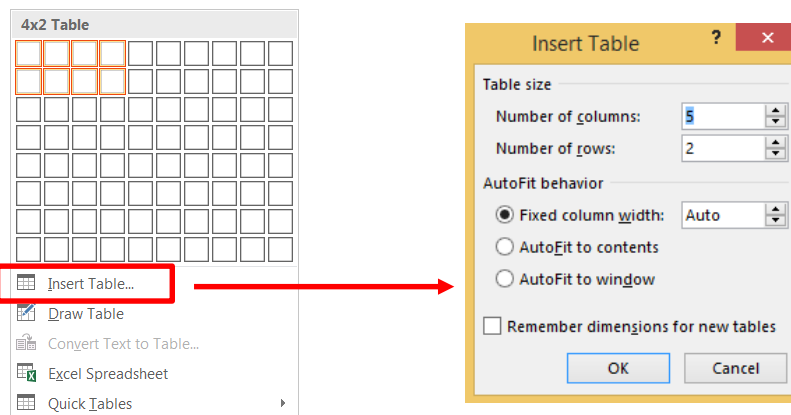 4x2 Table
Insert Table...
Draw Table
Convert Text to Table...
Excel Spreadsheet
Quick Tables
Insert Table ?
Table size
Number of columns: 5
Number of rows: 2
AutoFit behavior
Fixed column width: Auto
AutoFit to contents
AutoFit to window
Remember dimensions for new tables
OK Cancel